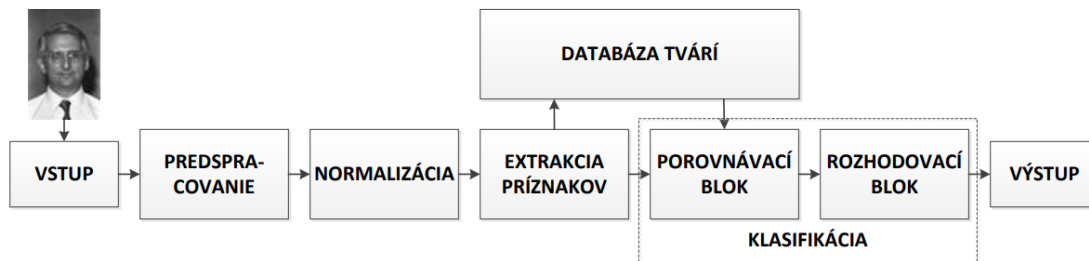 DATABÁZA TVÁRÍ
VSTUP
PREDSPRA-
COVANIE
NORMALIZÁCIA
EXTRAKCIA
PRÍZNAKOV
POROVNÁVACÍ
BLOK
ROZHODOVACÍ
BLOK
VÝSTUP
KLASIFIKÁCIA